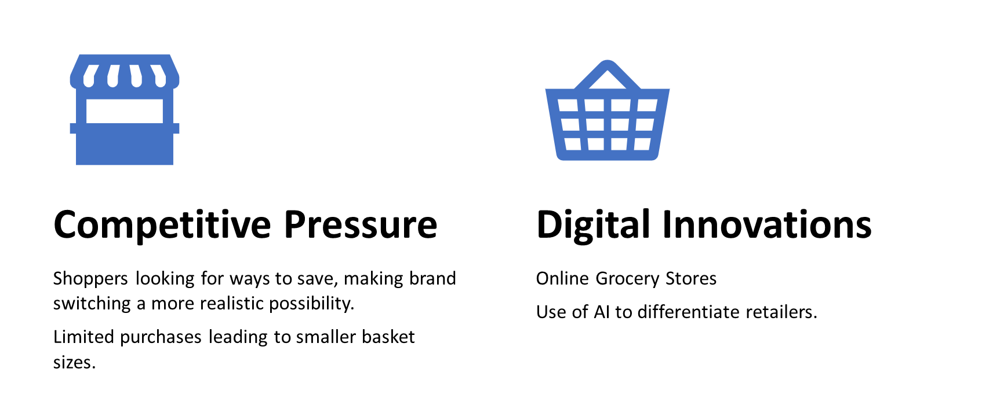 Competitive Pressure
Shoppers looking for ways to save, making brand
switching a more realistic possibility.
Limited purchases leading to smaller basket
sizes.
Digital Innovations
Online Grocery Stores
Use of AI to differentiate retailers.